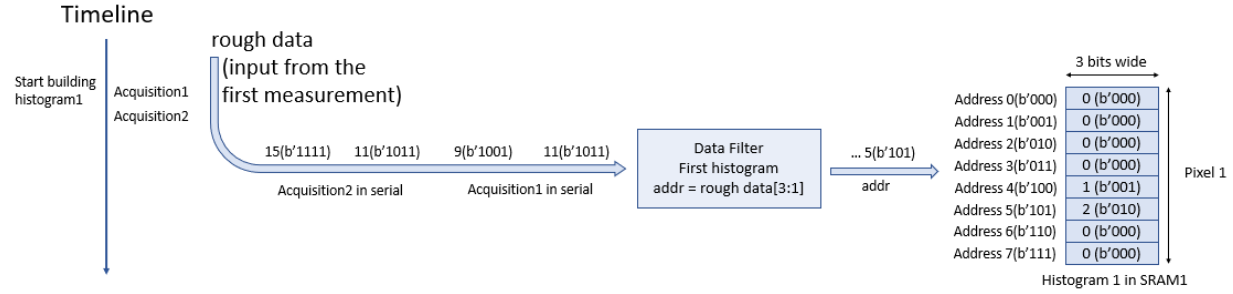 Timeline
Start building
histogram1
Acquisition1
Acquisition2
rough data
(input from the
first measurement)
15(b'1111) 11(b'1011) 9(b'1001) 11(b'1011)
Acquisition2 in serial Acquisition1 in serial
Data Filter
First histogram
addr = rough data[3:1]
... 5(b'101)
addr
3 bits wide
Address 0(b'000) 0 (b'000)
Address 1(b'001) 0 (b'000)
Address 2(b'010) 0 (b'000)
Address 3(b'011) 0 (b'000)
Address 4(b'100) 1 (b'001)
Address 5(b'101) 2 (b'010)
Address 6(b'110) 0 (b'000)
Address 7(b'111) 0 (b'000)
Pixel 1
Histogram 1 in SRAM1